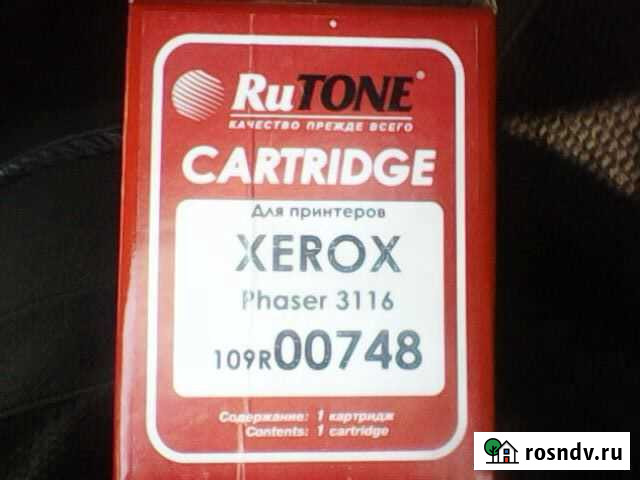 RuTONE®
КАЧЕСТВО ПРЕЖДЕ ВСЕГО
CARTRIDGE
Для принтеров
XEROX
Phaser 3116
109R00748
Содержание: 1 картридж
Contents: 1 cartridge
rosndv.ru